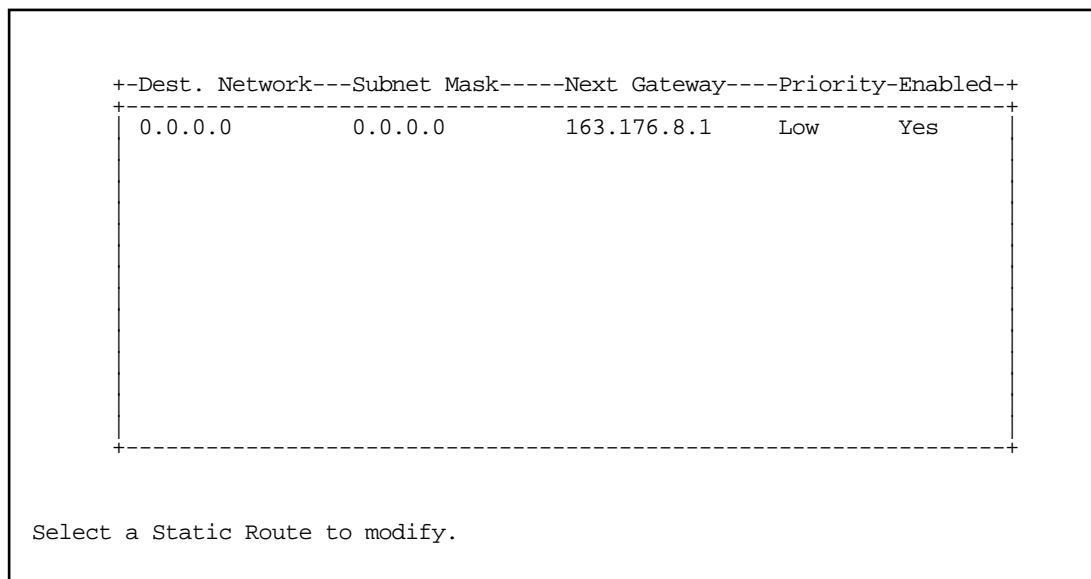 +-Dest. Network---Subnet Mask-----Next Gateway----Priority-Enabled-+
0.0.0.0 0.0.0.0 163.176.8.1 Low Yes
Select a Static Route to modify.